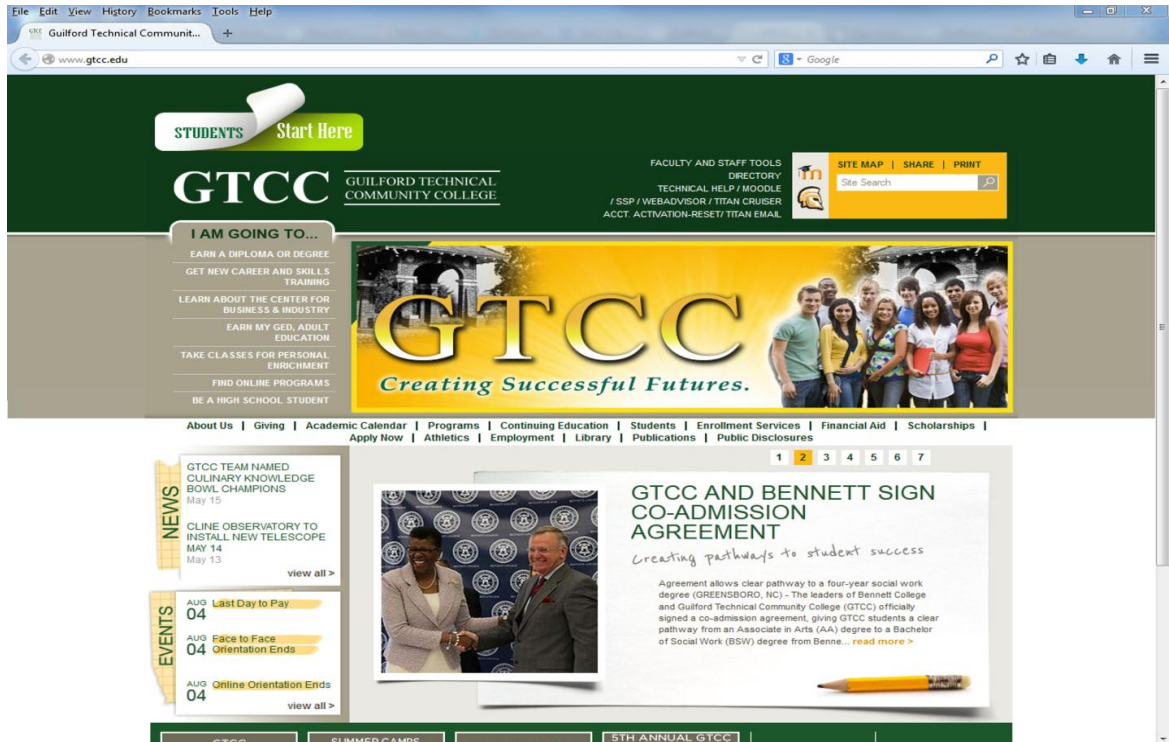 File Edit View History Bookmarks Tools Help
Guilford Technical Communit... +
www.gtcc.edu
Google
STUDENTS Start Here
GTCC GUILFORD TECHNICAL
COMMUNITY COLLEGE
FACULTY AND STAFF TOOLS
DIRECTORY
TECHNICAL HELP / MOODLE
/ SSP / WEBADVISOR / TITAN CRUISER
ACCT. ACTIVATION-RESET/ TITAN EMAIL
SITE MAP | SHARE | PRINT
Site Search
I AM GOING TO...
EARN A DIPLOMA OR DEGREE
GET NEW CAREER AND SKILLS
TRAINING
LEARN ABOUT THE CENTER FOR
BUSINESS & INDUSTRY
EARN MY GED, ADULT
EDUCATION
TAKE CLASSES FOR PERSONAL
ENRICHMENT
FIND ONLINE PROGRAMS
BE A HIGH SCHOOL STUDENT
GTCC
Creating Successful Futures.
About Us | Giving | Academic Calendar | Programs | Continuing Education | Students | Enrollment Services | Financial Aid | Scholarships |
Apply Now | Athletics | Employment | Library | Publications | Public Disclosures
1 2 3 4 5 6 7
NEWS
GTCC TEAM NAMED
CULINARY KNOWLEDGE
BOWL CHAMPIONS
May 15
CLINE OBSERVATORY TO
INSTALL NEW TELESCOPE
MAY 14
May 13
view all >
EVENTS
AUG 04 Last Day to Pay
AUG 04 Face to Face
Orientation Ends
AUG 04 Online Orientation Ends
view all >
GTCC AND BENNETT SIGN
CO-ADMISSION
AGREEMENT
Creating pathways to student success
Agreement allows clear pathway to a four-year social work
degree (GREENSBORO, NC) - The leaders of Bennett College
and Guilford Technical Community College (GTCC) officially
signed a co-admission agreement, giving GTCC students a clear
pathway from an Associate in Arts (AA) degree to a Bachelor
of Social Work (BSW) degree from Benne... read more >
GTCC
SUMMER CAMPS
5TH ANNUAL GTCC